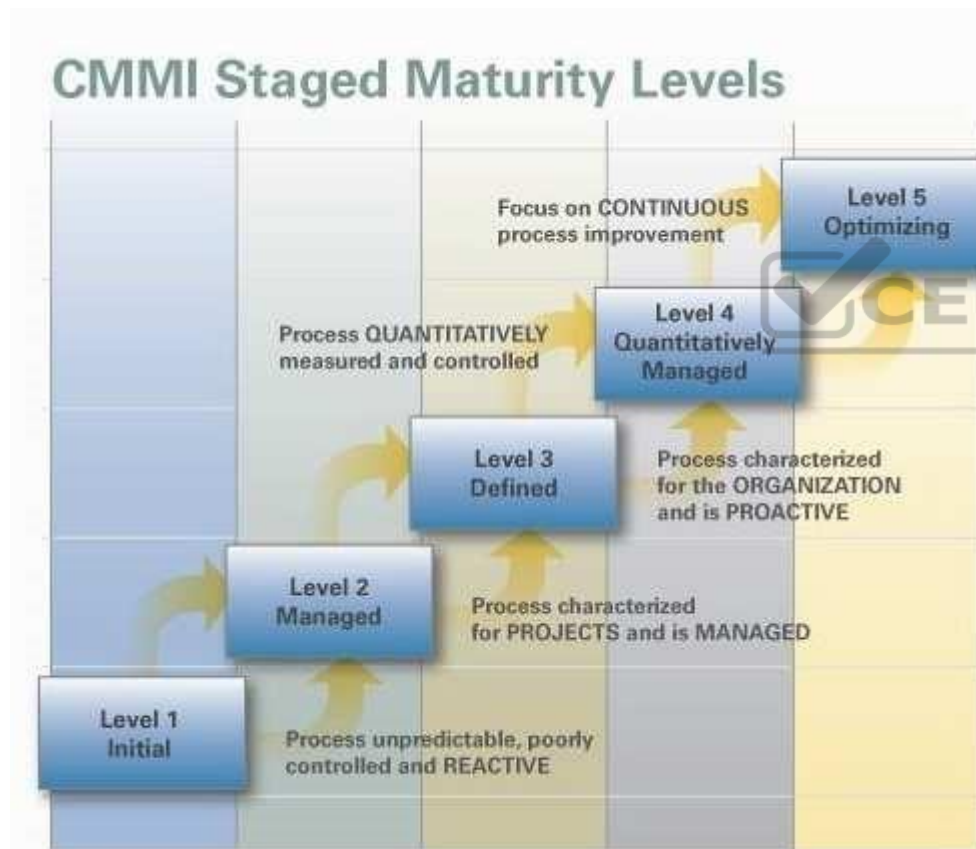 CMMI Staged Maturity Levels
Focus on CONTINUOUS
process improvement
Level 5
Optimizing
CE
Process QUANTITATIVELY
measured and controlled
Level 4
Quantitatively
Managed
Level 3
Defined
Process characterized
for the ORGANIZATION
and is PROACTIVE
Level 2
Managed
Process characterized
for PROJECTS and is MANAGED
Level 1
Initial
Process unpredictable, poorly
controlled and REACTIVE